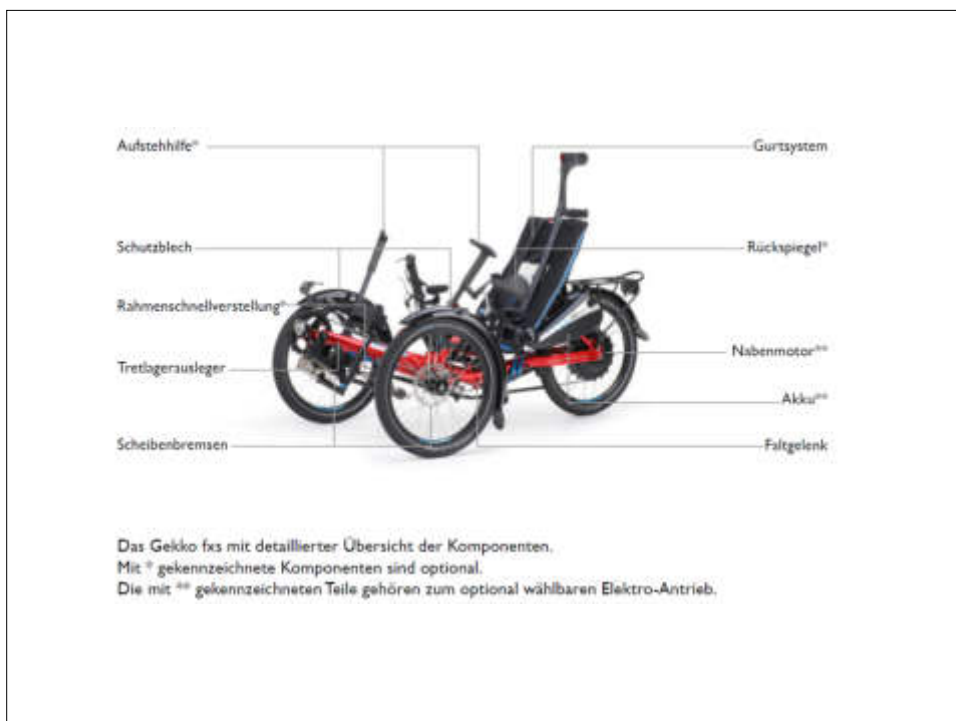 Aufstehhilfe*
Gurtsystem
Schutzblech
Rückspiegel*
Rahmenschnellverstellung*
Nabenmotor**
Tretlagerausleger
Akku**
Scheibenbremsen
Faltgelenk
Das Gekko fxs mit detaillierter Übersicht der Komponenten.
Mit * gekennzeichnete Komponenten sind optional.
Die mit ** gekennzeichneten Teile gehören zum optional wählbaren Elektro-Antrieb.